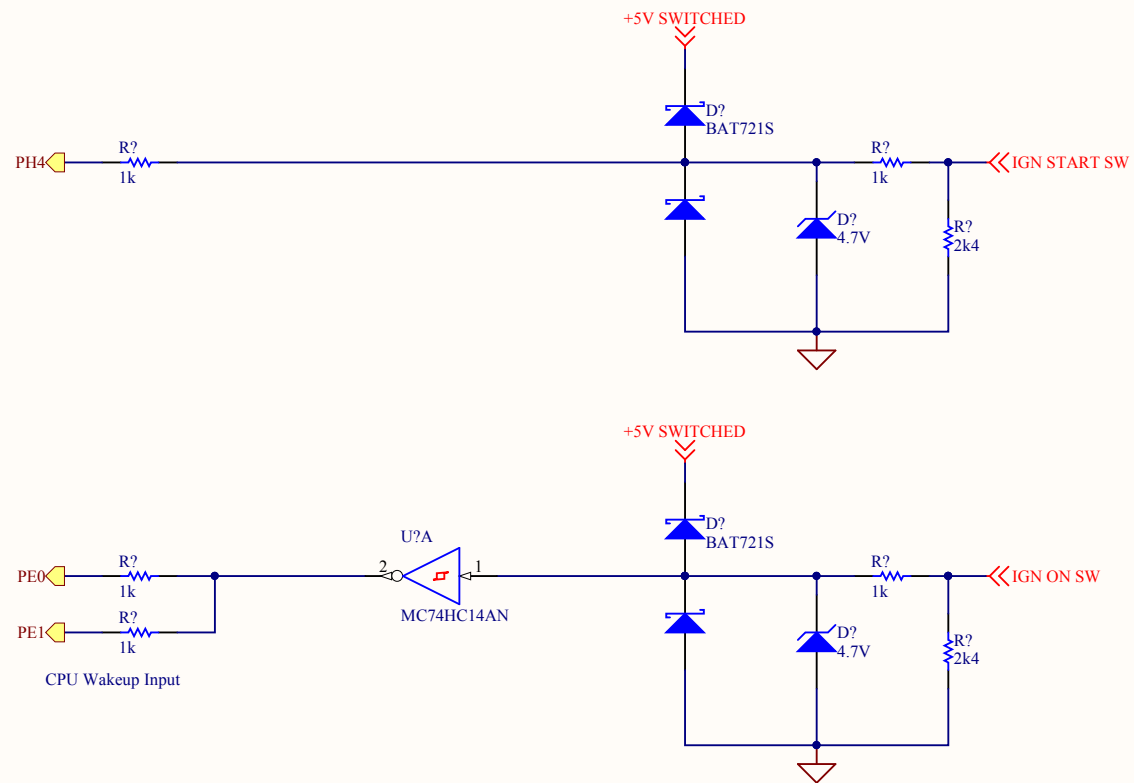 +5V SWITCHED
D?
BAT721S
PH4
R?
1k
R?
1k
IGN START SW
D?
4.7V
R?
2k4
+5V SWITCHED
D?
BAT721S
U?A
2
1
MC74HC14AN
PE0
R?
1k
R?
1k
IGN ON SW
PE1
R?
1k
D?
4.7V
R?
2k4
CPU Wakeup Input